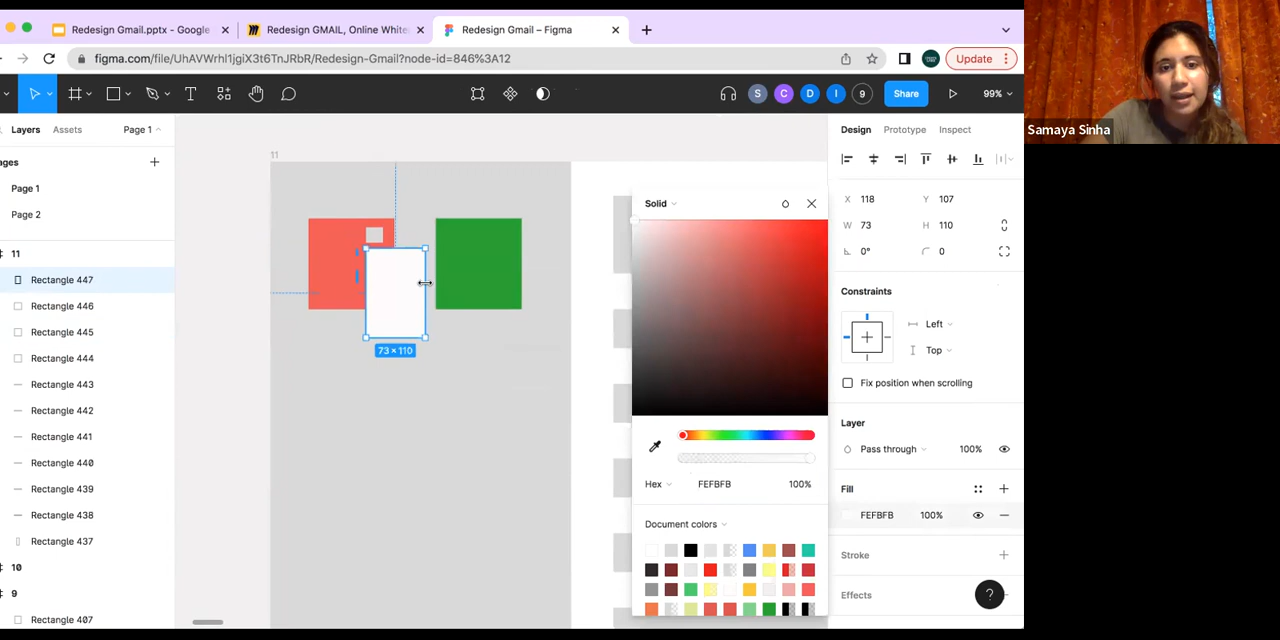 Redesign Gmail.pptx - Google
Redesign GMAIL, Online White
Redesign Gmail – Figma
figma.com/file/UhAVWrhl1jgiX3t6TnJRbR/Redesign-Gmail?node-id=846%3A12
Update
S
C
D
I
9
Share
99%
Samaya Sinha
Layers
Assets
Page 1
Design
Prototype
Inspect
ages
Page 1
Page 2
11
Rectangle 447
Rectangle 446
Rectangle 445
Rectangle 444
Rectangle 443
Rectangle 442
Rectangle 441
Rectangle 440
Rectangle 439
Rectangle 438
Rectangle 437
10
9
Rectangle 407
11
73 × 110
Solid
Hex
FEFBFB
100%
Document colors
X 118 Y 107
W 73 H 110
0° 0
Constraints
Left
Top
Fix position when scrolling
Layer
Pass through 100%
Fill
FEFBFB 100%
Stroke
Effects
?